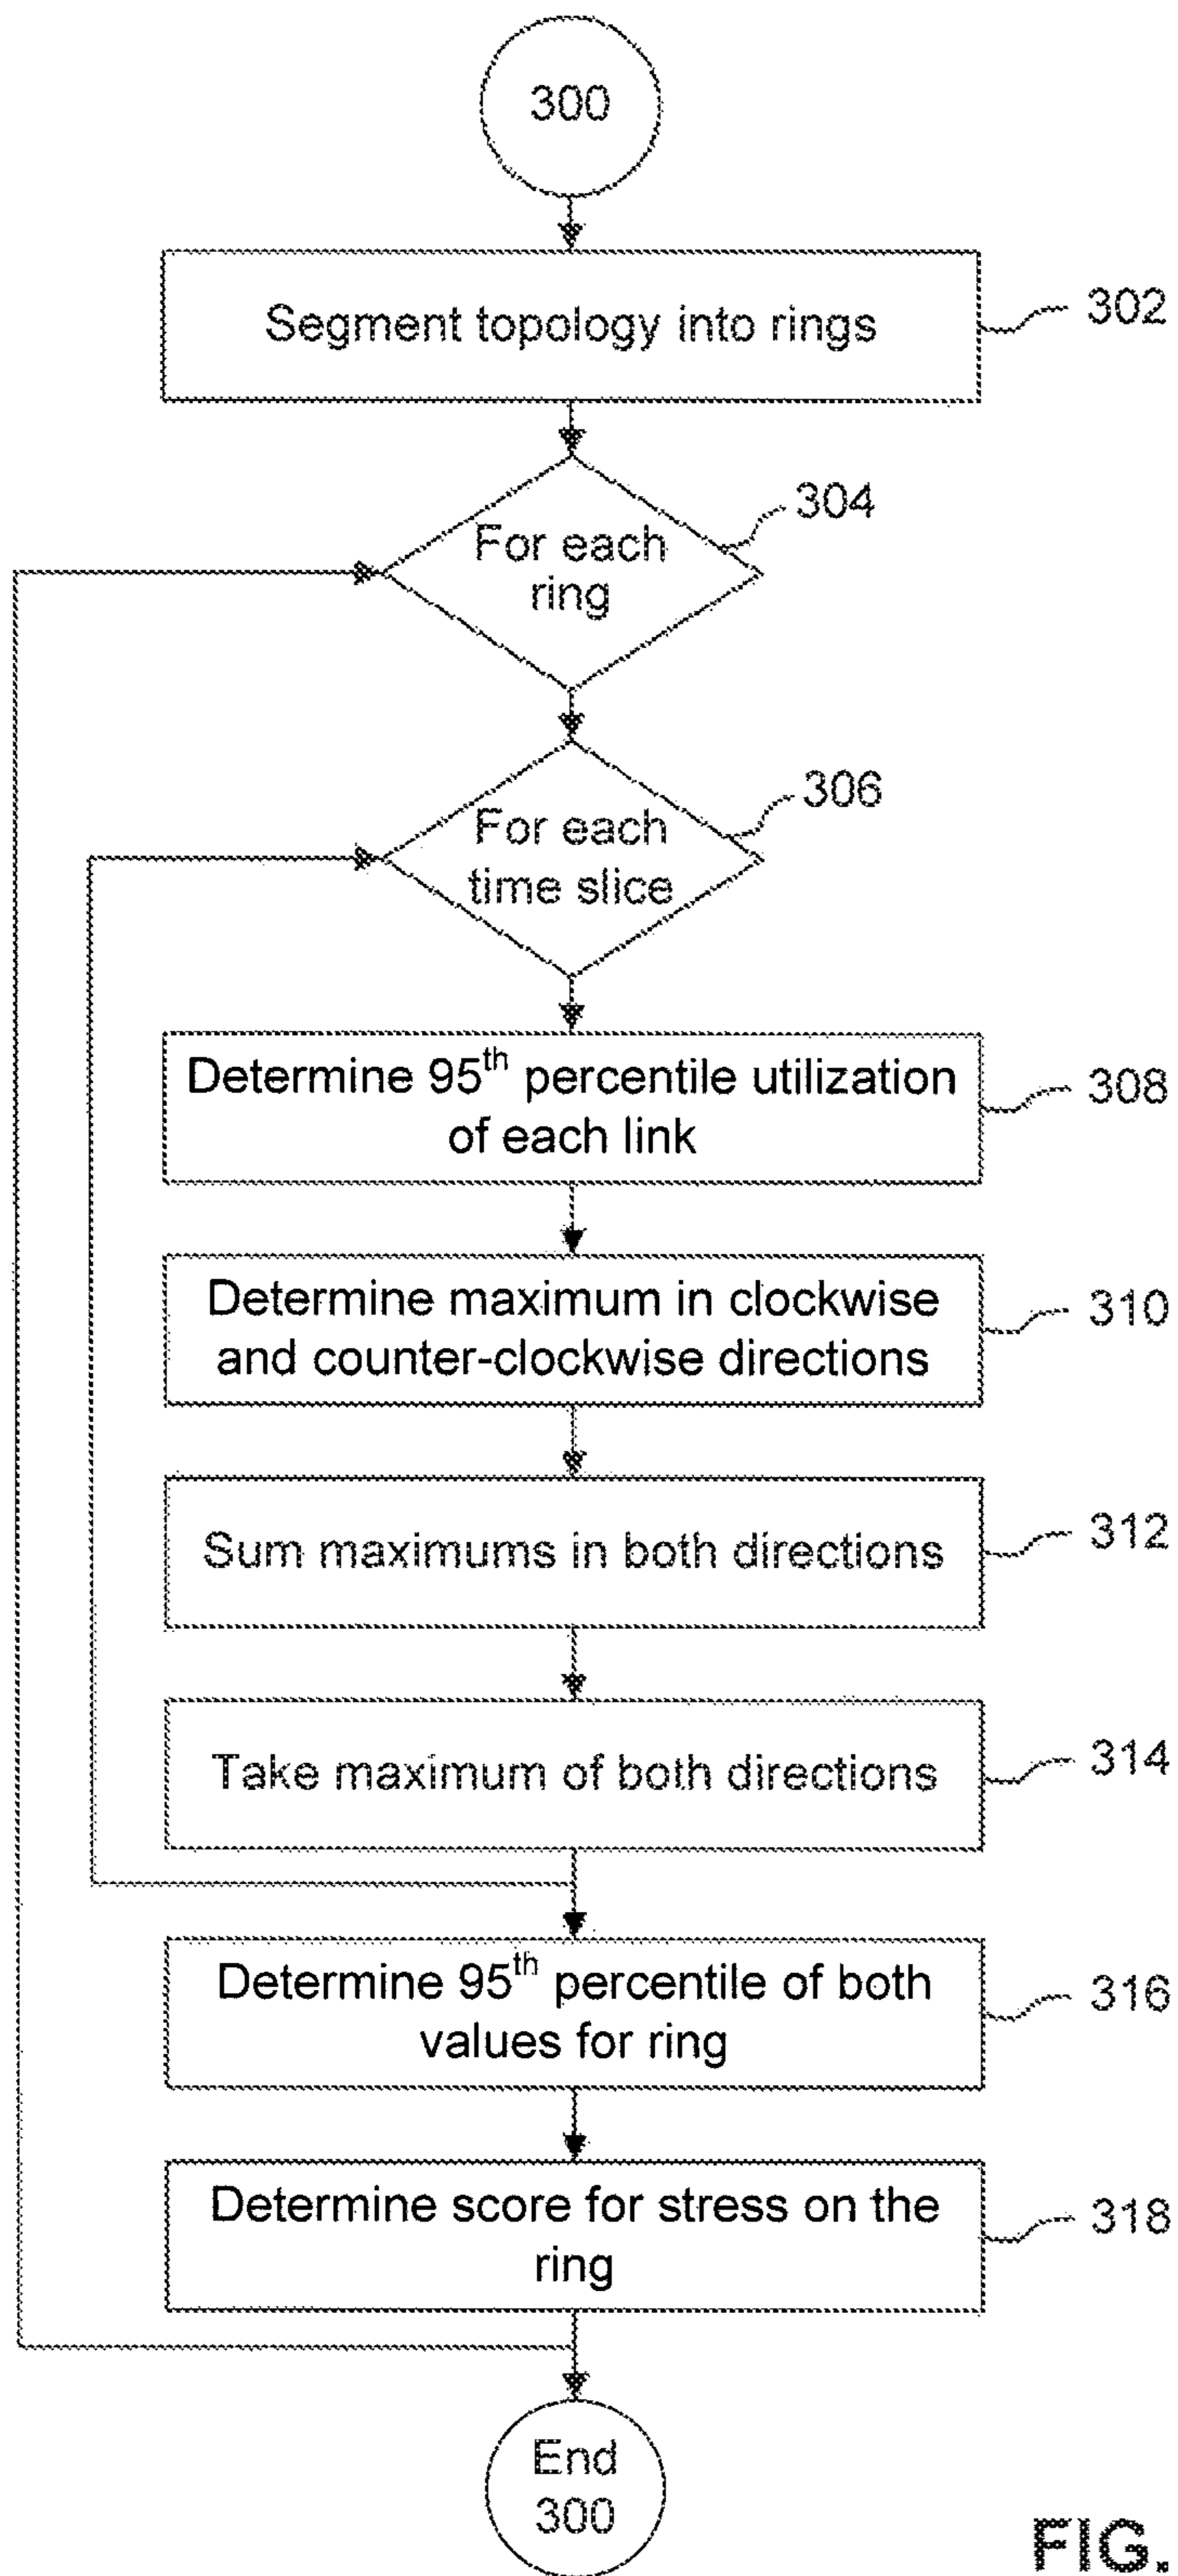 300
Segment topology into rings
302
For each
ring
304
For each
time slice
306
Determine 95th percentile utilization
of each link
308
Determine maximum in clockwise
and counter-clockwise directions
310
Sum maximums in both directions
312
Take maximum of both directions
314
Determine 95th percentile of both
values for ring
316
Determine score for stress on the
ring
318
End
300
FIG.